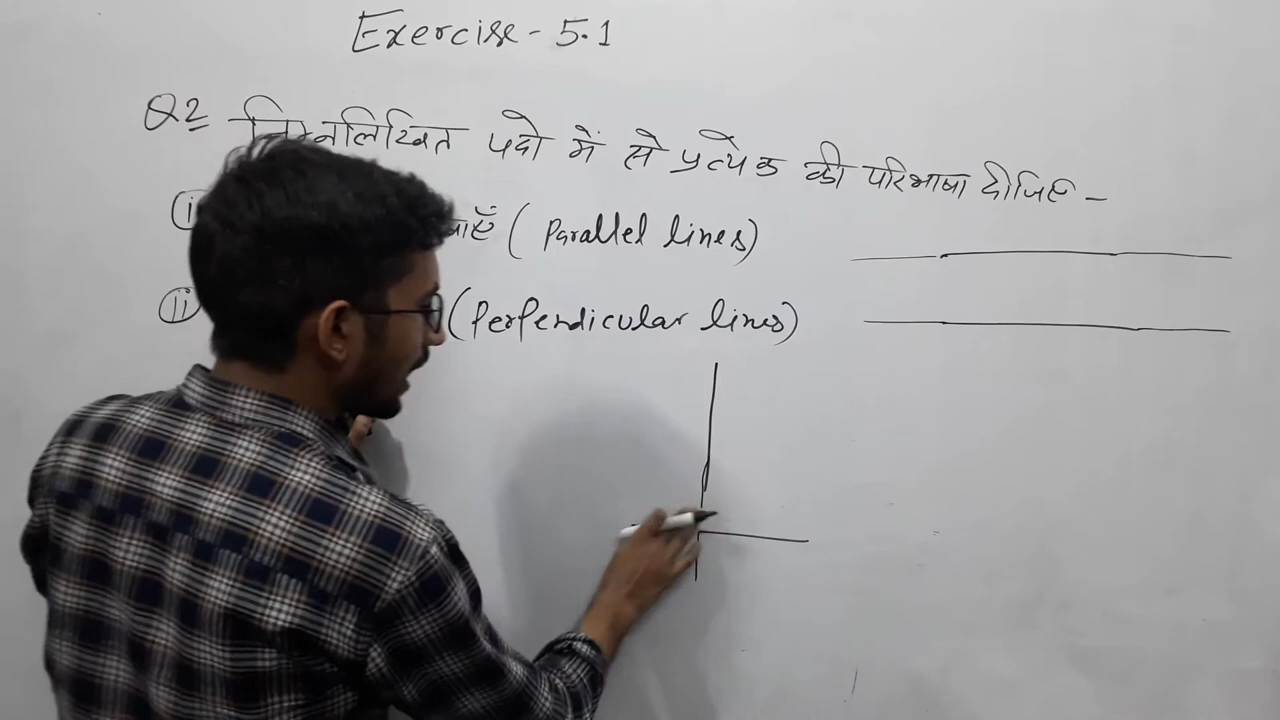 Exercise - 5.1
Q2 निम्नलिखित पदो में से प्रत्येक की परिभाषा दीजिए -
(i) (Parallel lines)
(ii) (Perpendicular lines)